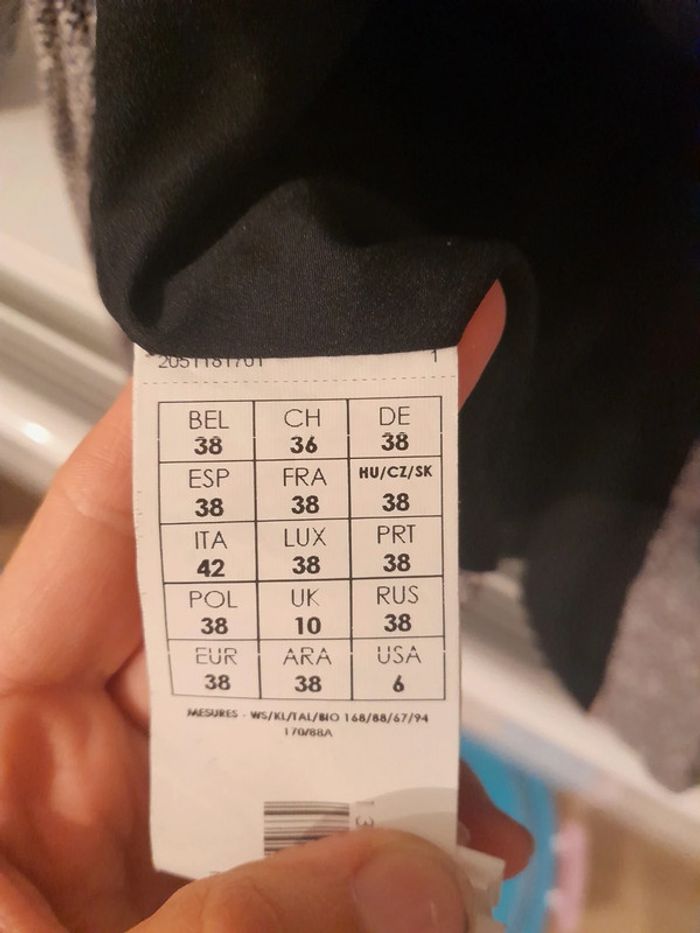 2051181701 1
BEL CH DE
38 36 38
ESP FRA HU/CZ/SK
38 38 38
ITA LUX PRT
42 38 38
POL UK RUS
38 10 38
EUR ARA USA
38 38 6
MESURES - WS/KL/TAL/BIO 168/88/67/94
170/88A